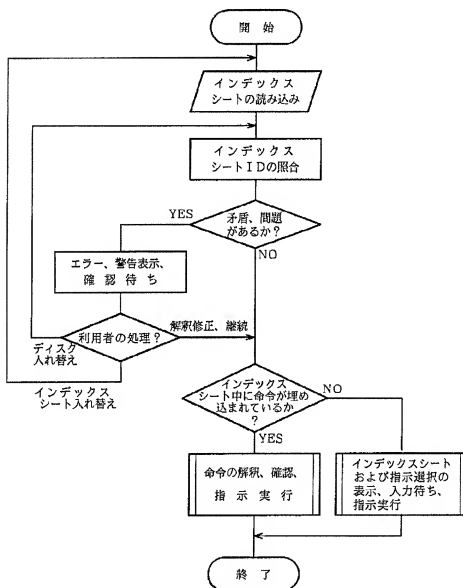 開始
インデックス
シートの読み込み
インデックス
シートIDの照合
YES
矛盾、問題
があるか?
NO
エラー、警告表示、
確認待ち
利用者の処理?
解釈修正、継続
ディスク
入れ替え
インデックス
シート入れ替え
インデックス
シート中に命令が埋め
込まれているか
?
NO
YES
命令の解釈、確認、
指示実行
インデックスシート
および指示選択の
表示、入力待ち、
指示実行
終了